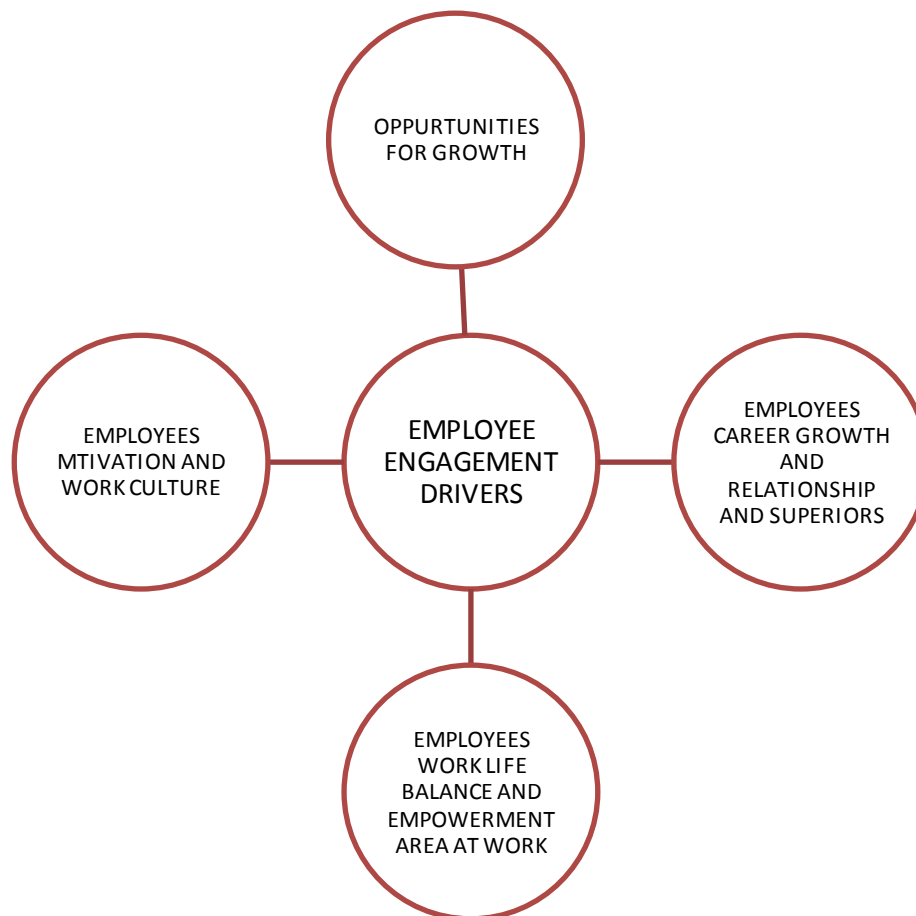 OPPURTUNITIES
FOR GROWTH
EMPLOYEES
MTIVATION AND
WORK CULTURE
EMPLOYEE
ENGAGEMENT
DRIVERS
EMPLOYEES
CAREER GROWTH
AND
RELATIONSHIP
AND SUPERIORS
EMPLOYEES
WORK LIFE
BALANCE AND
EMPOWERMENT
AREA AT WORK